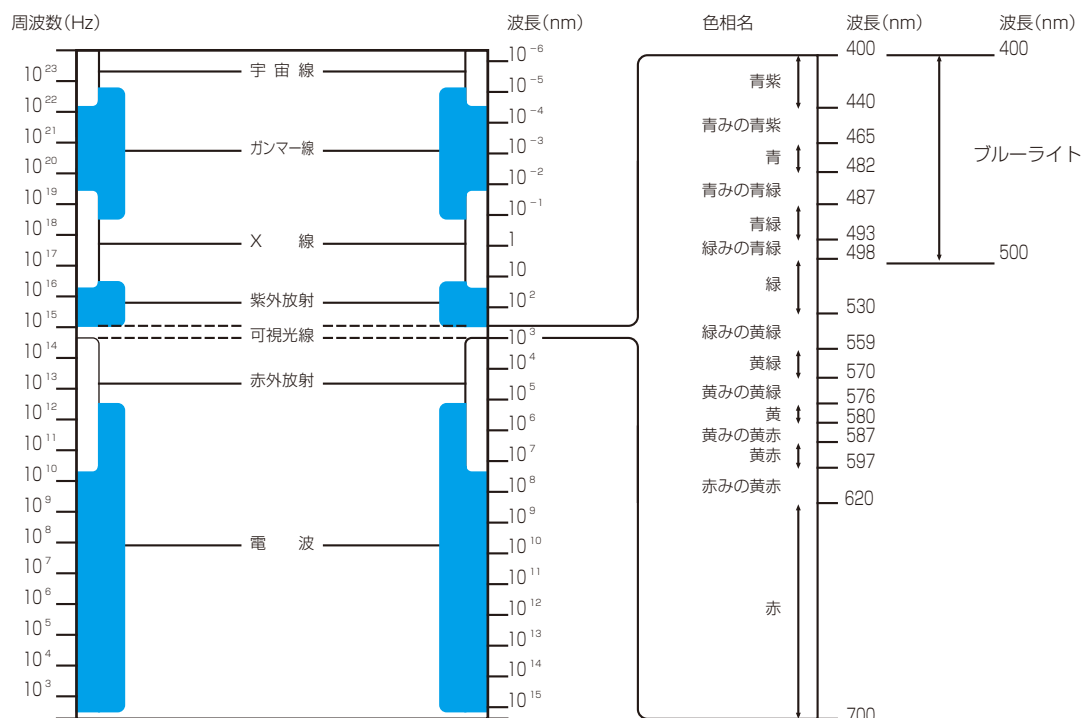 周波数(Hz)
10²³
10²²
10²¹
10²⁰
10¹⁹
10¹⁸
10¹⁷
10¹⁶
10¹⁵
10¹⁴
10¹³
10¹²
10¹¹
10¹⁰
10⁹
10⁸
10⁷
10⁶
10⁵
10⁴
10³
宇宙線
ガンマー線
X 線
紫外放射
可視光線
赤外放射
電 波
波長(nm)
10⁻⁶
10⁻⁵
10⁻⁴
10⁻³
10⁻²
10⁻¹
1
10
10²
10³
10⁴
10⁵
10⁶
10⁷
10⁸
10⁹
10¹⁰
10¹¹
10¹²
10¹³
10¹⁴
10¹⁵
色相名
青紫
青みの青紫
青
青みの青緑
青緑
緑みの青緑
緑
緑みの黄緑
黄緑
黄みの黄緑
黄
黄みの黄赤
黄赤
赤みの黄赤
赤
波長(nm)
400
440
465
482
487
493
498
530
559
570
576
580
587
597
620
700
波長(nm)
400
ブルーライト
500